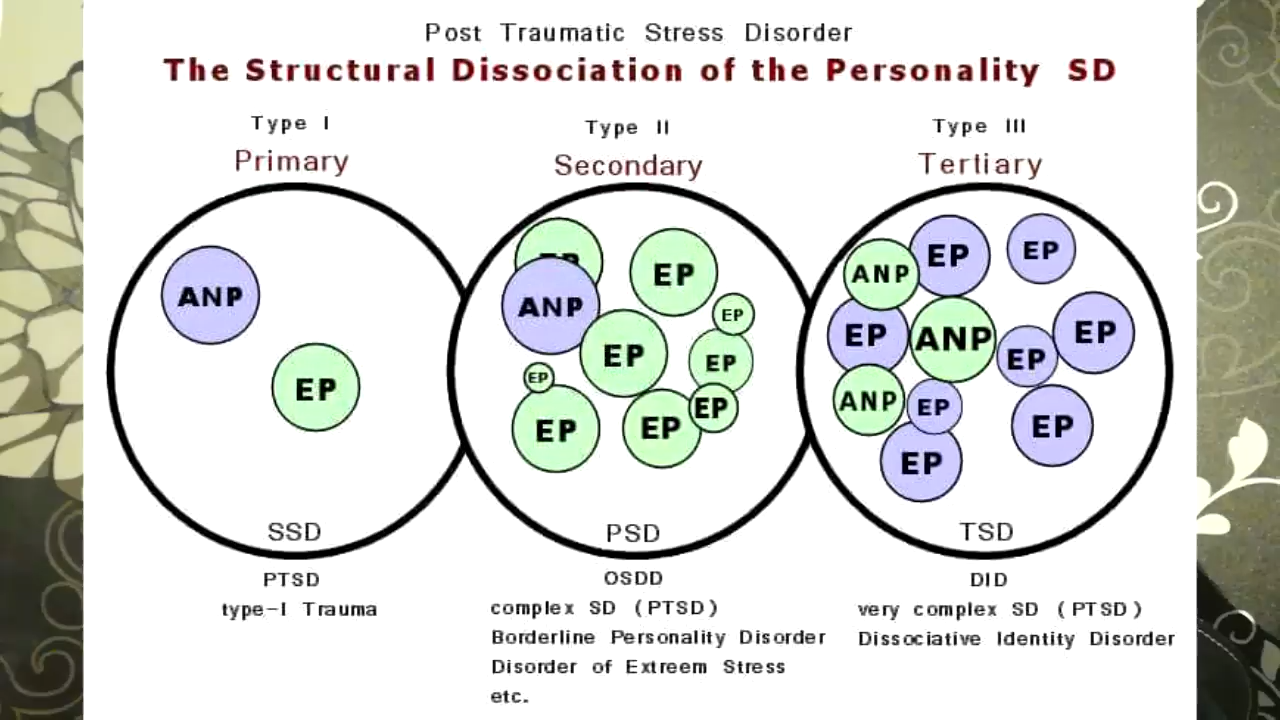 Post Traumatic Stress Disorder
The Structural Dissociation of the Personality SD
Type I
Primary
ANP
EP
SSD
PTSD
type-I Trauma
Type II
Secondary
EP
ANP
EP
EP
EP
EP
EP
EP
EP
EP
PSD
OSDD
complex SD (PTSD)
Borderline Personality Disorder
Disorder of Extreem Stress
etc.
Type III
Tertiary
ANP
EP
EP
EP
ANP
EP
EP
ANP
EP
EP
EP
TSD
DID
very complex SD (PTSD)
Dissociative Identity Disorder